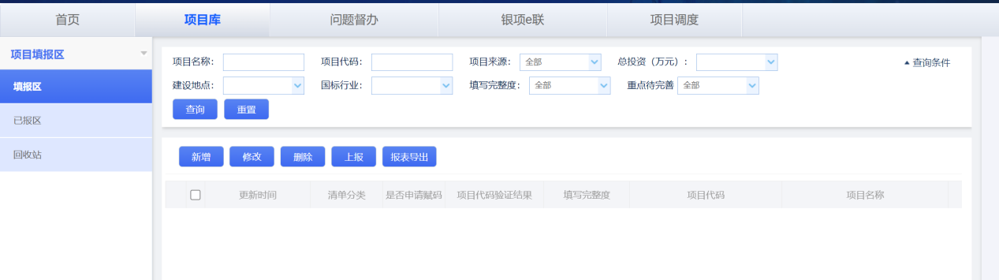 首页 项目库 问题督办 银项e联 项目调度
项目填报区
填报区
已报区
回收站
项目名称： 项目代码： 项目来源： 全部 总投资（万元）： 查询条件
建设地点： 国标行业： 填写完整度： 全部 重点待完善 全部
查询 重置
新增 修改 删除 上报 报表导出
更新时间 清单分类 是否申请赋码 项目代码验证结果 填写完整度 项目代码 项目名称